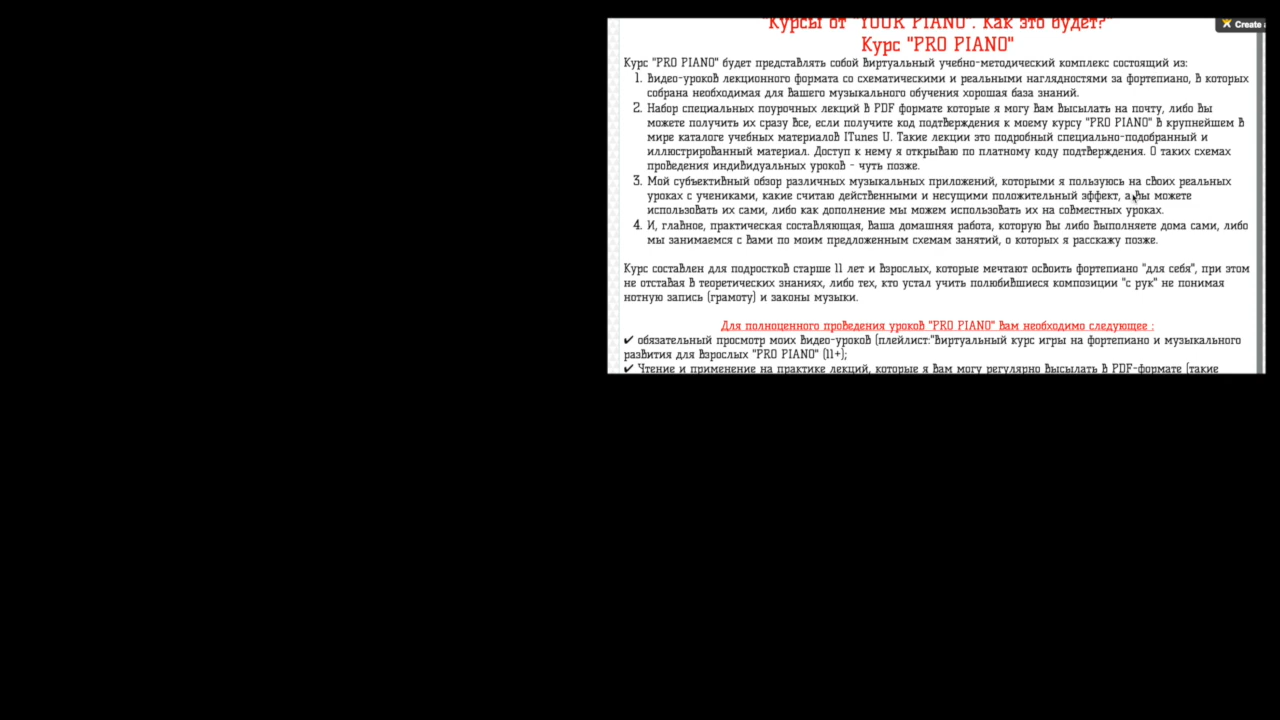 "Курсы от "YOUR PIANO". Как это будет?"
Create a
Курс "PRO PIANO"
Курс "PRO PIANO" будет представлять собой виртуальный учебно-методический комплекс состоящий из:
1. Видео-уроков лекционного формата со схематическими и реальными наглядностями за фортепиано, в которых
собрана необходимая для вашего музыкального обучения хорошая база знаний.
2. Набор специальных поурочных лекций в PDF формате которые я могу вам высылать на почту, либо вы
можете получить их сразу все, если получите код подтверждения к моему курсу "PRO PIANO" в крупнейшем в
мире каталоге учебных материалов ITunes U. Такие лекции это подробный специально-подобранный и
иллюстрированный материал. Доступ к нему я открываю по платному коду подтверждения. О таких схемах
проведения индивидуальных уроков - чуть позже.
3. Мой субъективный обзор различных музыкальных приложений, которыми я пользуюсь на своих реальных
уроках с учениками, какие считаю действенными и несущими положительный эффект, а вы можете
использовать их сами, либо как дополнение мы можем использовать их на совместных уроках.
4. И, главное, практическая составляющая, ваша домашняя работа, которую вы либо выполняете дома сами, либо
мы занимаемся с вами по моим предложенным схемам занятий, о которых я расскажу позже.
Курс составлен для подростков старше 11 лет и взрослых, которые мечтают освоить фортепиано "для себя", при этом
не отставая в теоретических знаниях, либо тех, кто устал учить полюбившиеся композиции "с рук" не понимая
нотную запись (грамоту) и законы музыки.
Для полноценного проведения уроков "PRO PIANO" вам необходимо следующее :
✔ обязательный просмотр моих видео-уроков (плейлист:"Виртуальный курс игры на фортепиано и музыкального
развития для взрослых "PRO PIANO" (11+);
✔ Чтение и применение на практике лекций, которые я вам могу регулярно высылать в PDF-формате (такие